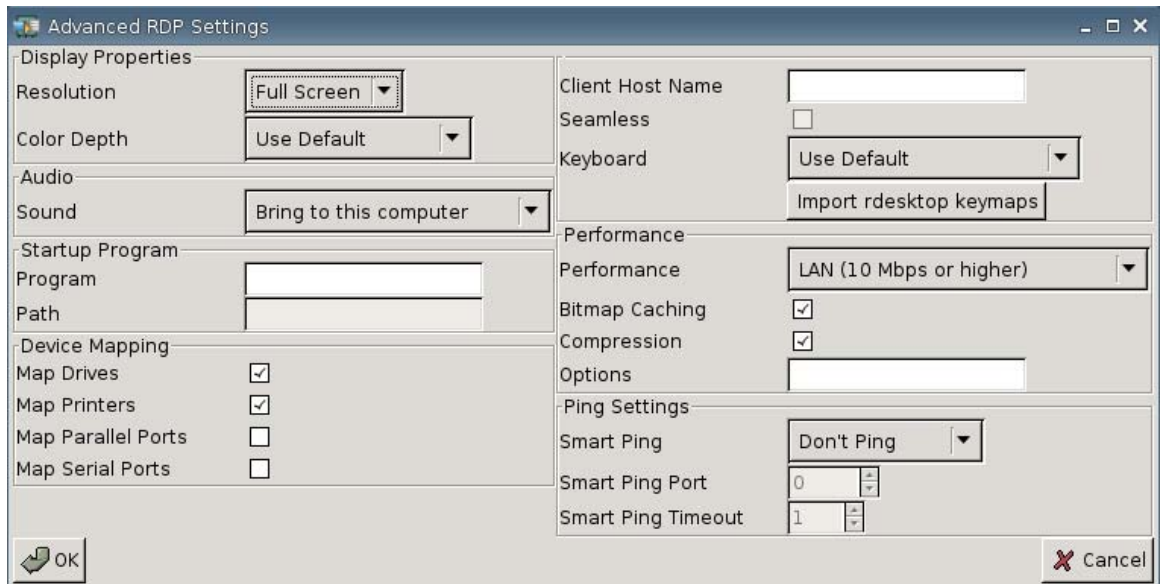 Advanced RDP Settings
Display Properties
Resolution
Full Screen
Color Depth
Use Default
Audio
Sound
Bring to this computer
Startup Program
Program
Path
Device Mapping
Map Drives
Map Printers
Map Parallel Ports
Map Serial Ports
Client Host Name
Seamless
Keyboard
Use Default
Import rdesktop keymaps
Performance
Performance
LAN (10 Mbps or higher)
Bitmap Caching
Compression
Options
Ping Settings
Smart Ping
Don't Ping
Smart Ping Port
0
Smart Ping Timeout
1
OK
Cancel